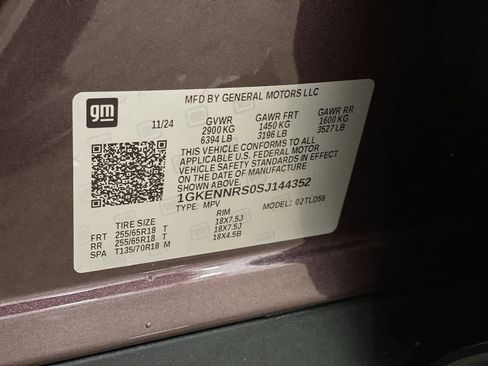 MFD BY GENERAL MOTORS LLC
gm
11/24 GVWR GAWR FRT GAWR RR
2900 KG 1450 KG 1600 KG
6394 LB 3196 LB 3527 LB
THIS VEHICLE CONFORMS TO ALL
APPLICABLE U.S. FEDERAL MOTOR
VEHICLE SAFETY STANDARDS IN EFFECT
ON THE DATE OF MANUFACTURE
SHOWN ABOVE.
1GKENNRS0SJ144352
TYPE: MPV MODEL: 02TLD56
TIRE SIZE RIM
FRT 255/65R18 T 18X7.5J
RR 255/65R18 T 18X7.5J
SPA T135/70R18 M 18X4.5B